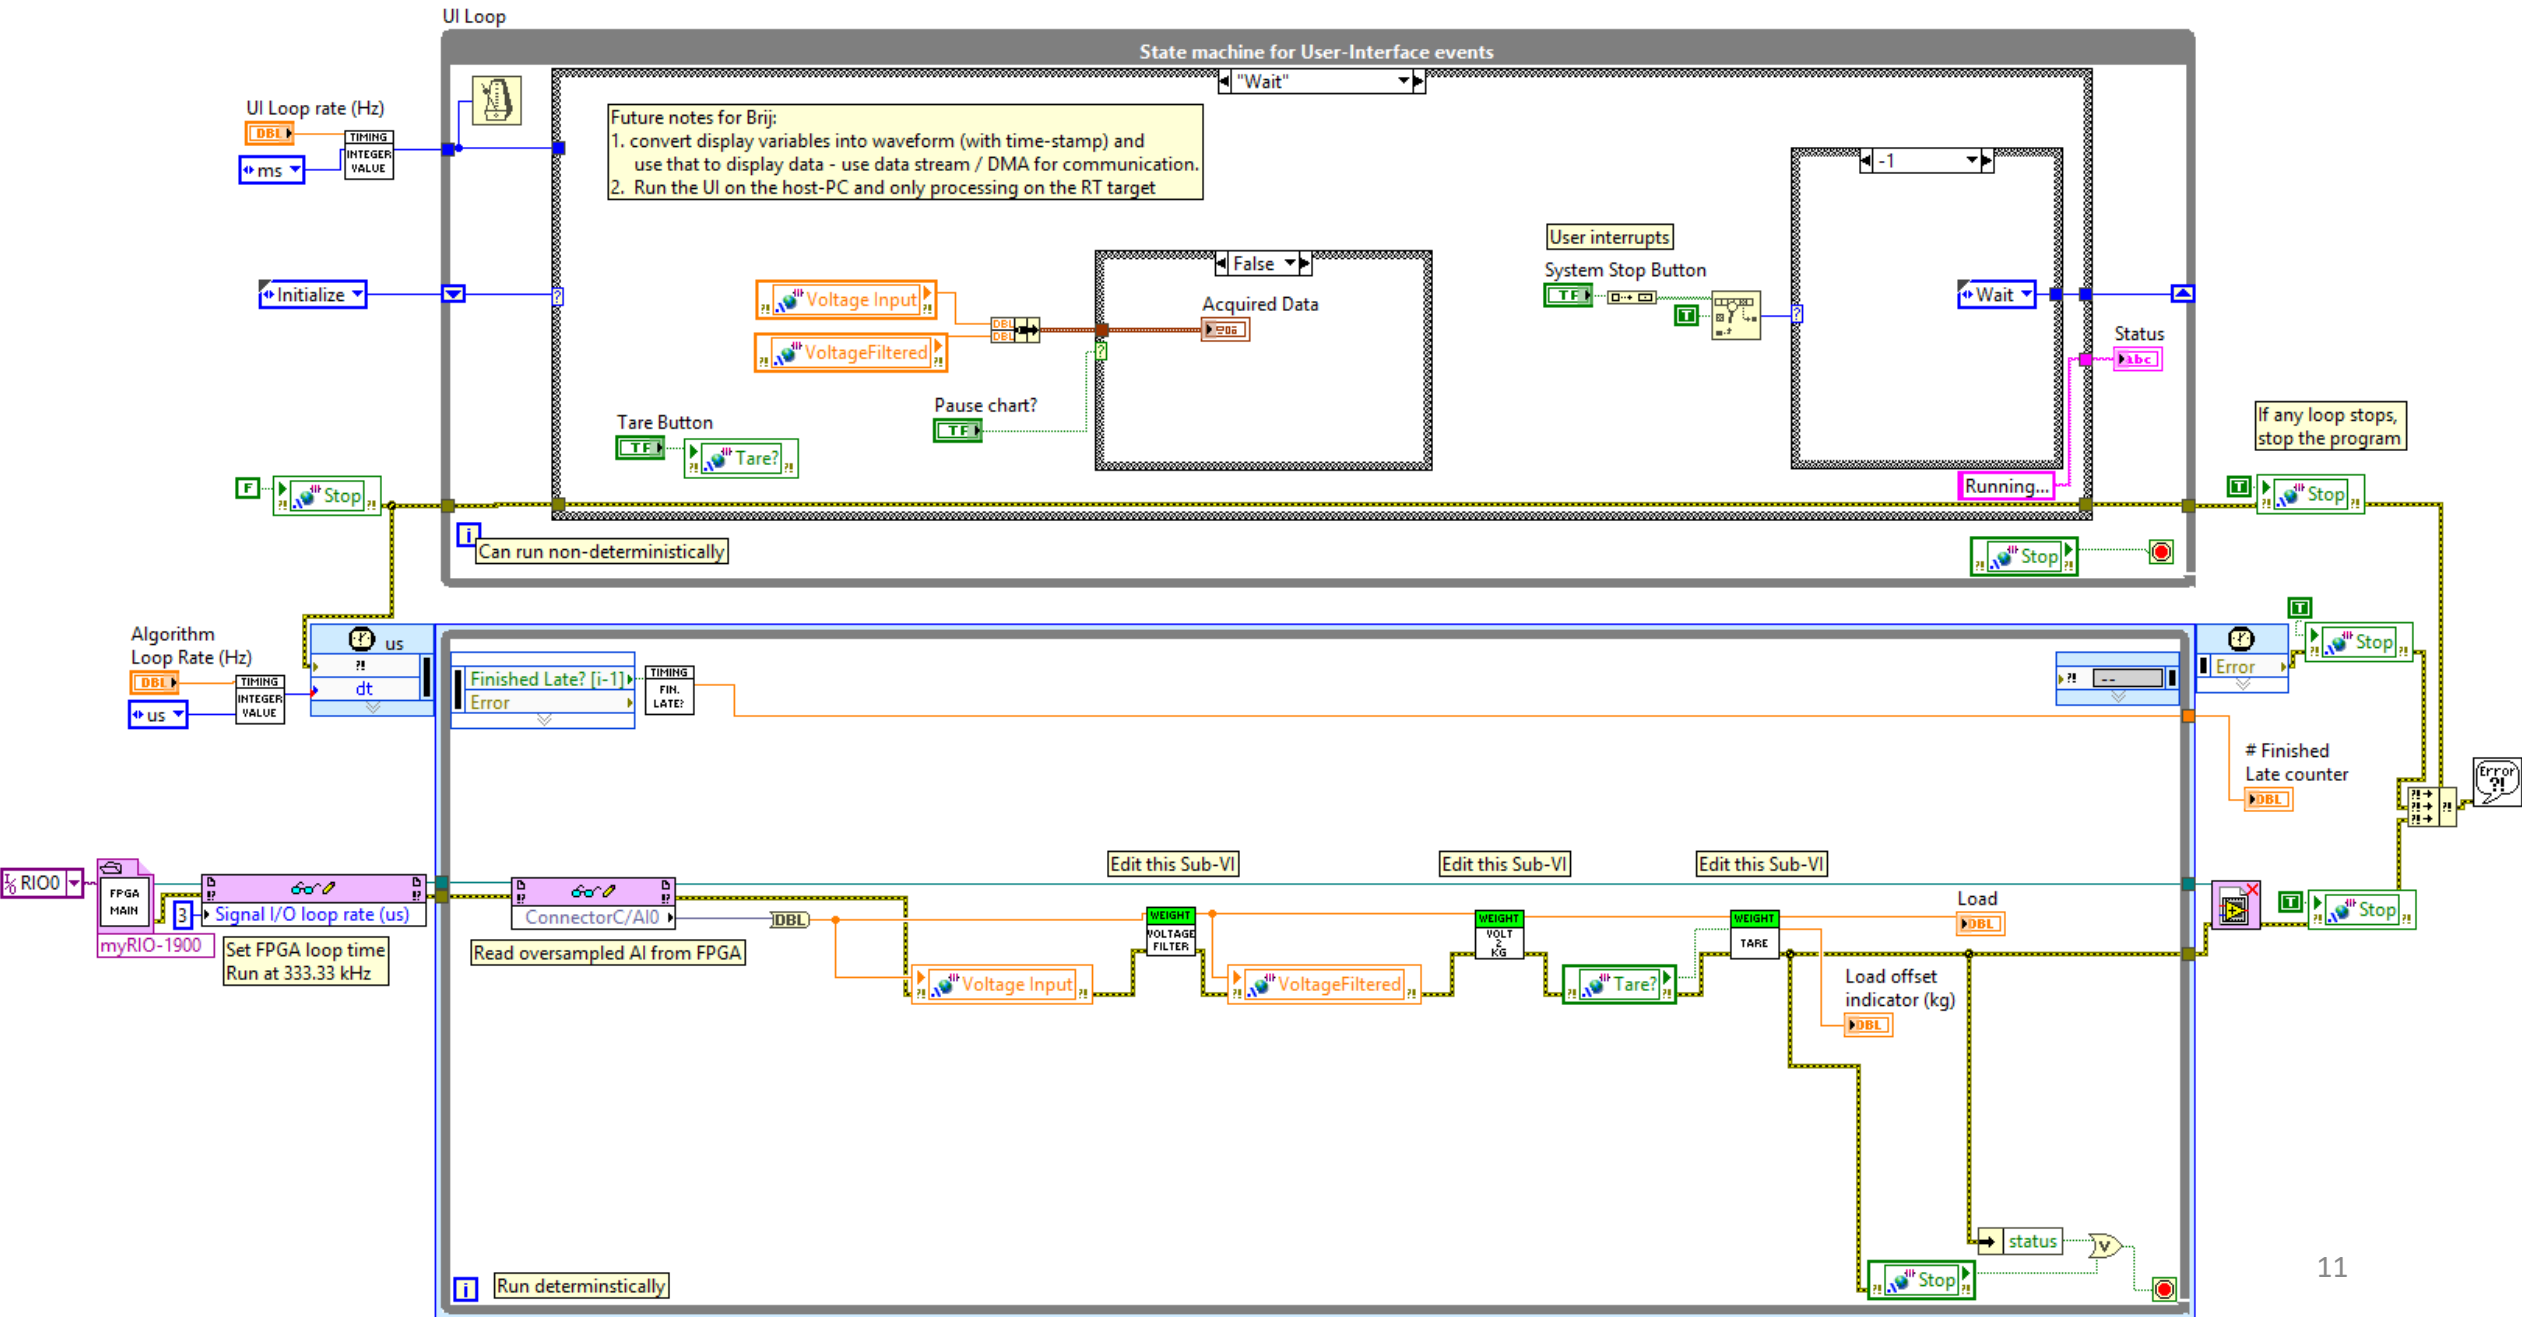 UI Loop
State machine for User-Interface events
"Wait"
UI Loop rate (Hz)
DBL
TIMING
INTEGER
VALUE
ms
Future notes for Brij:
1. convert display variables into waveform (with time-stamp) and
use that to display data - use data stream / DMA for communication.
2. Run the UI on the host-PC and only processing on the RT target
-1
User interrupts
System Stop Button
TF
T
Initialize
False
Voltage Input
VoltageFiltered
DBL
DBL
Acquired Data
Wait
Status
abc
Pause chart?
TF
Tare Button
TF
Tare?
If any loop stops,
stop the program
F
Stop
Running...
T
Stop
i
Can run non-deterministically
Stop
Algorithm
Loop Rate (Hz)
DBL
us
TIMING
INTEGER
VALUE
us
?!
dt
Finished Late? [i-1]
Error
TIMING
FIN.
LATE?
?!
--
Error
T
Stop
# Finished
Late counter
DBL
Error
?!
RIO0
FPGA
MAIN
myRIO-1900
3
Signal I/O loop rate (us)
Set FPGA loop time
Run at 333.33 kHz
ConnectorC/AI0
DBL
Read oversampled AI from FPGA
Edit this Sub-VI
Edit this Sub-VI
Edit this Sub-VI
WEIGHT
VOLTAGE
FILTER
WEIGHT
VOLT
2
KG
WEIGHT
TARE
Voltage Input
VoltageFiltered
Tare?
Load
DBL
Load offset
indicator (kg)
DBL
T
Stop
status
V
Stop
i
Run determinstically
11